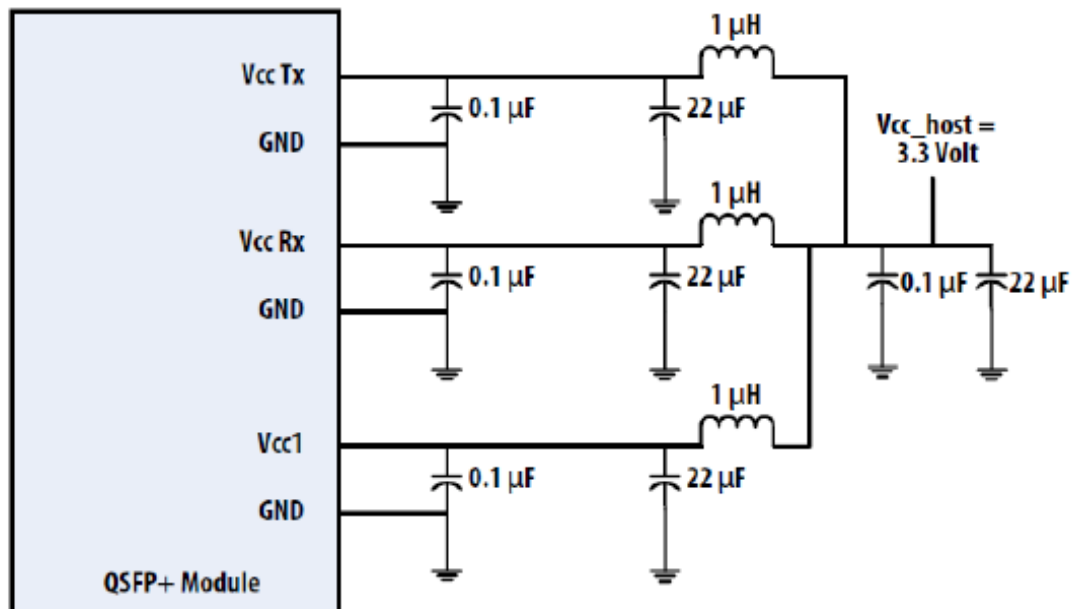 1 µH
Vcc Tx
0.1 µF
22 µF
GND
Vcc_host =
3.3 Volt
1 µH
Vcc Rx
0.1 µF
22 µF
0.1 µF
22 µF
GND
1 µH
Vcc1
0.1 µF
22 µF
GND
QSFP+ Module